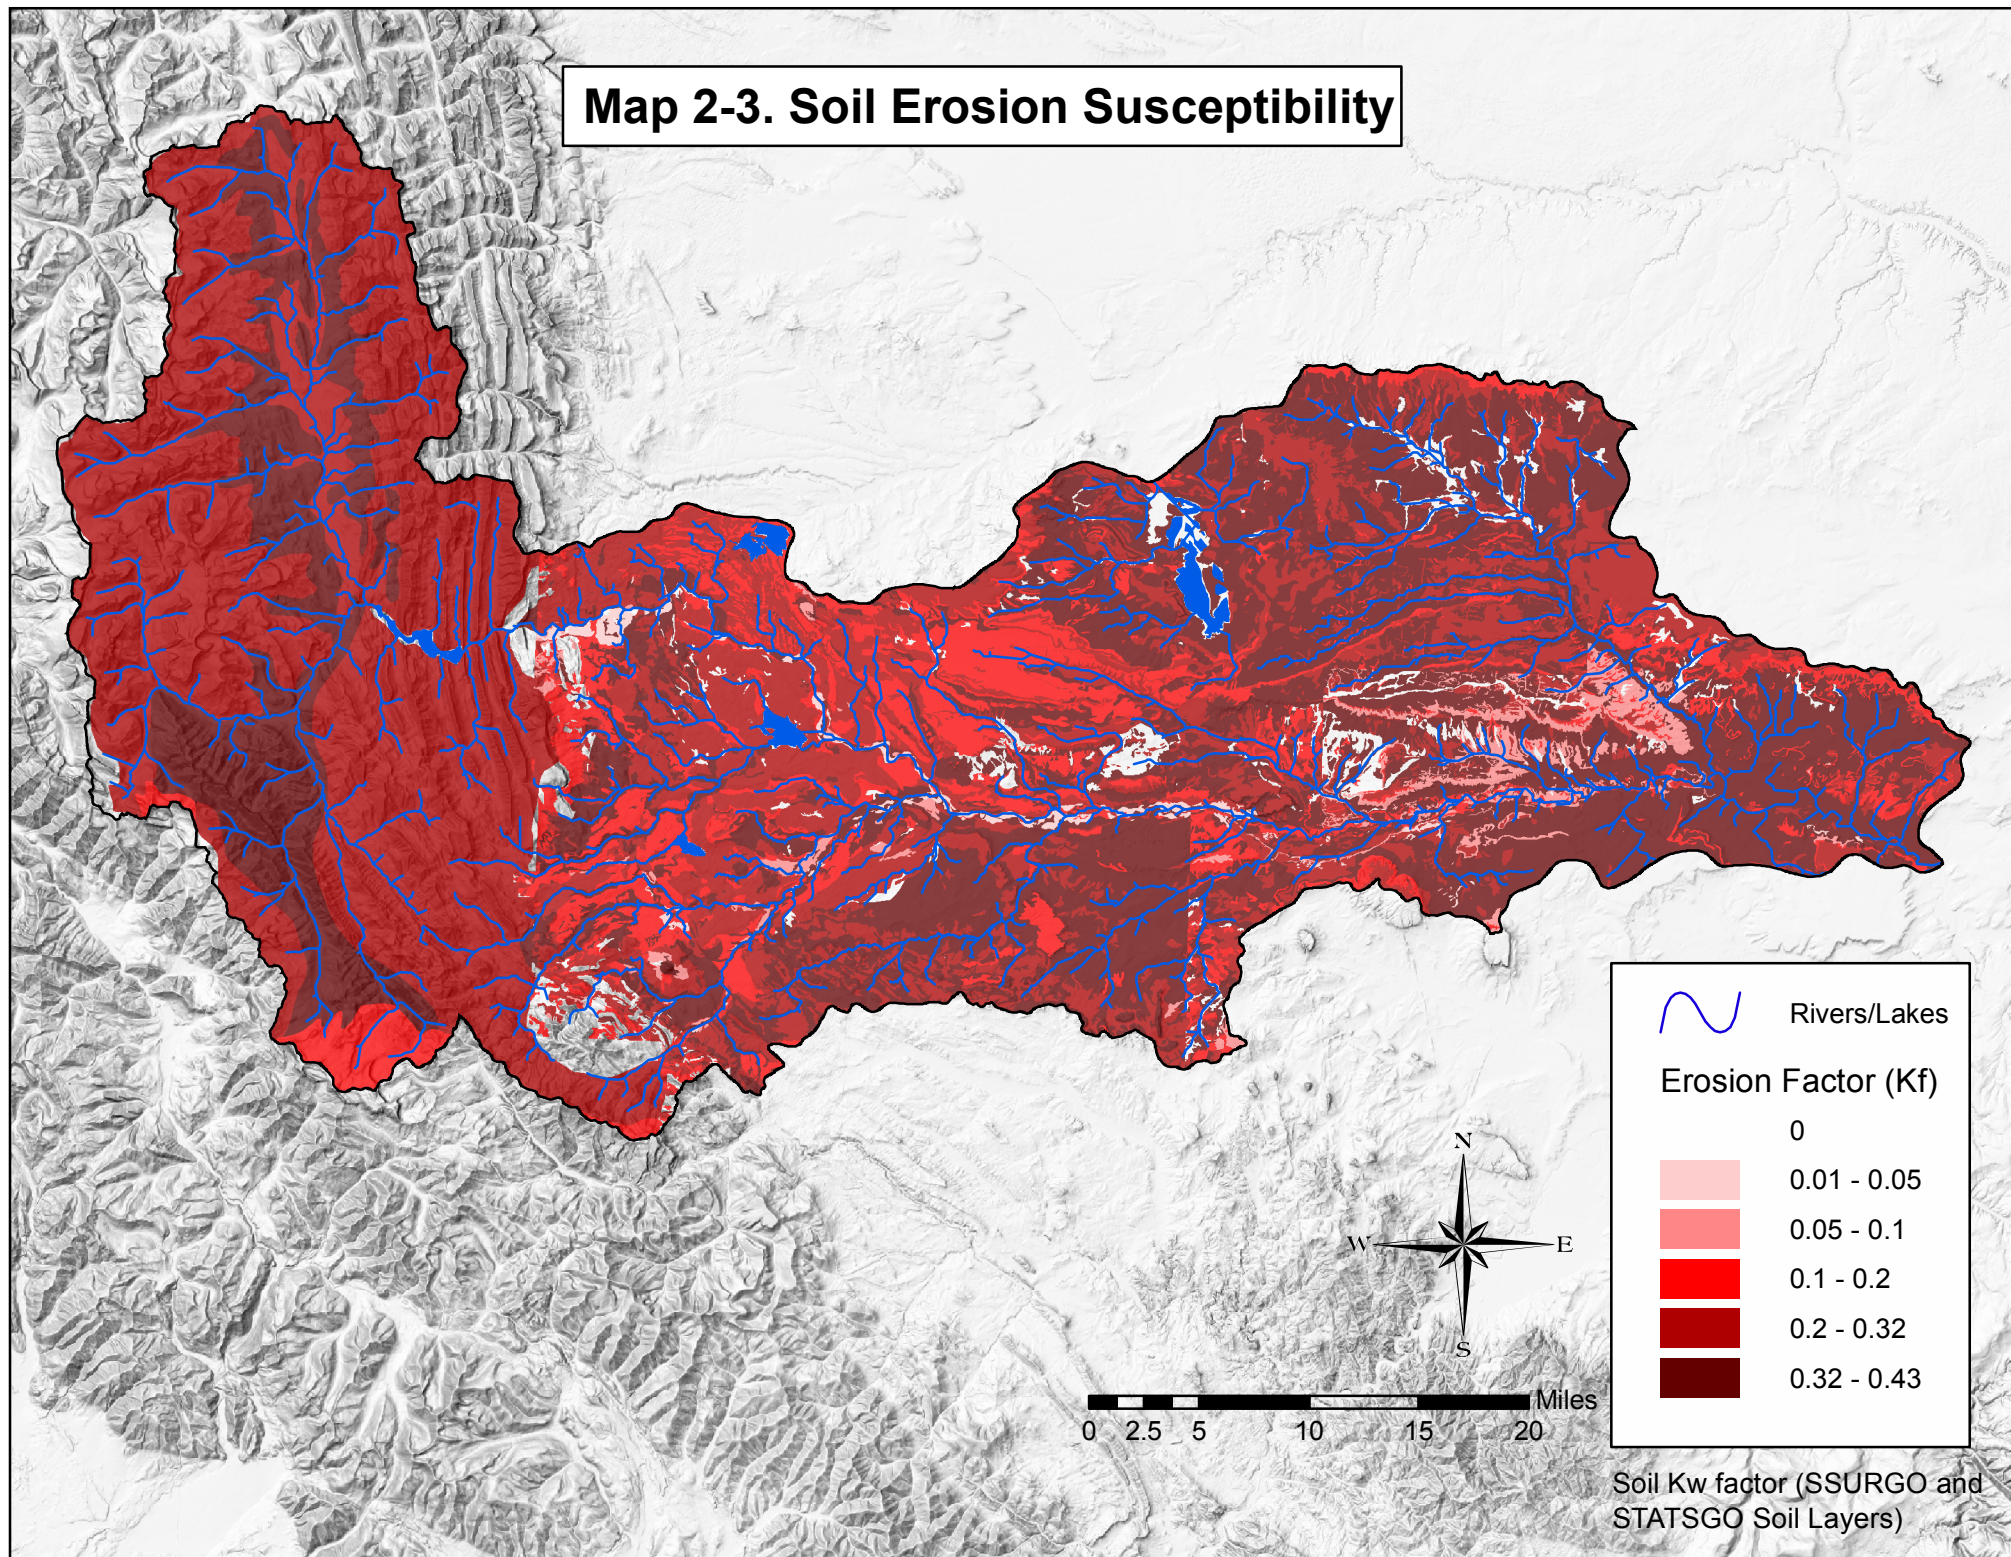 Map 2-3. Soil Erosion Susceptibility
Rivers/Lakes
Erosion Factor (Kf)
0
0.01 - 0.05
0.05 - 0.1
0.1 - 0.2
0.2 - 0.32
0.32 - 0.43
N
W E
S
Miles
0 2.5 5 10 15 20
Soil Kw factor (SSURGO and
STATSGO Soil Layers)